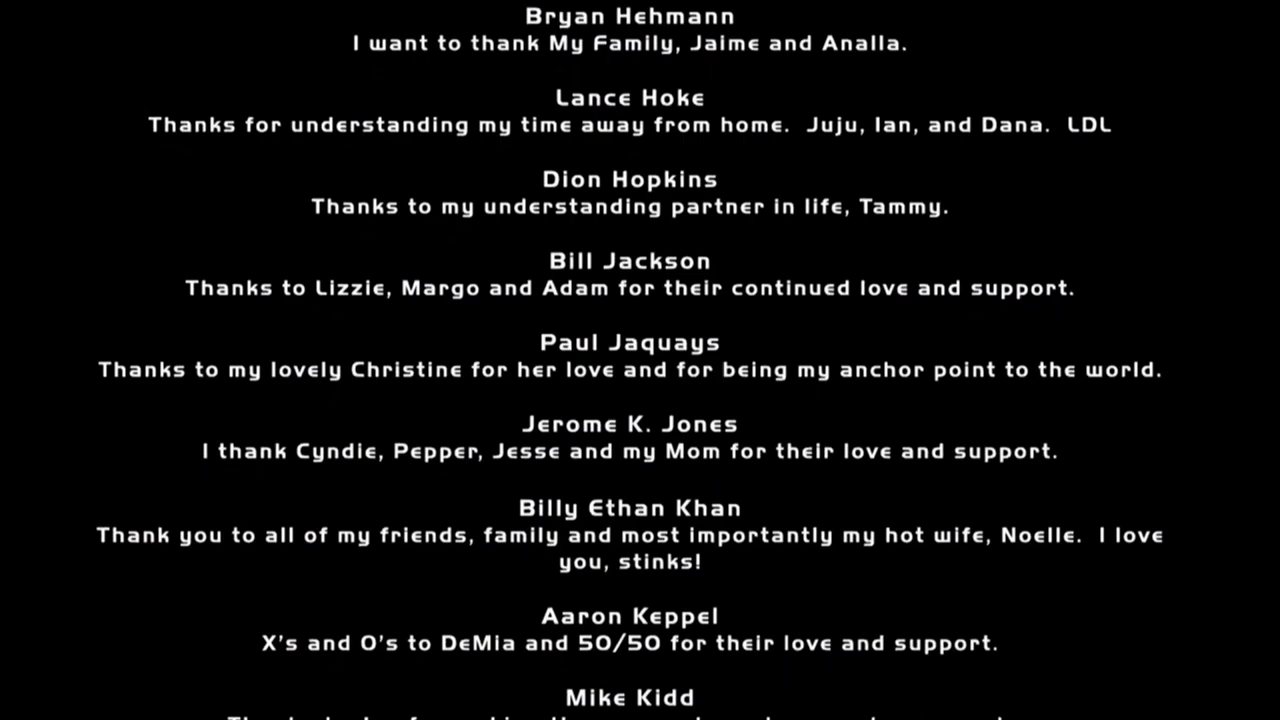 Bryan Hehmann
I want to thank My Family, Jaime and Analla.
Lance Hoke
Thanks for understanding my time away from home.  Juju, Ian, and Dana.  LDL
Dion Hopkins
Thanks to my understanding partner in life, Tammy.
Bill Jackson
Thanks to Lizzie, Margo and Adam for their continued love and support.
Paul Jaquays
Thanks to my lovely Christine for her love and for being my anchor point to the world.
Jerome K. Jones
I thank Cyndie, Pepper, Jesse and my Mom for their love and support.
Billy Ethan Khan
Thank you to all of my friends, family and most importantly my hot wife, Noelle.  I love
you, stinks!
Aaron Keppel
X's and O's to DeMia and 50/50 for their love and support.
Mike Kidd